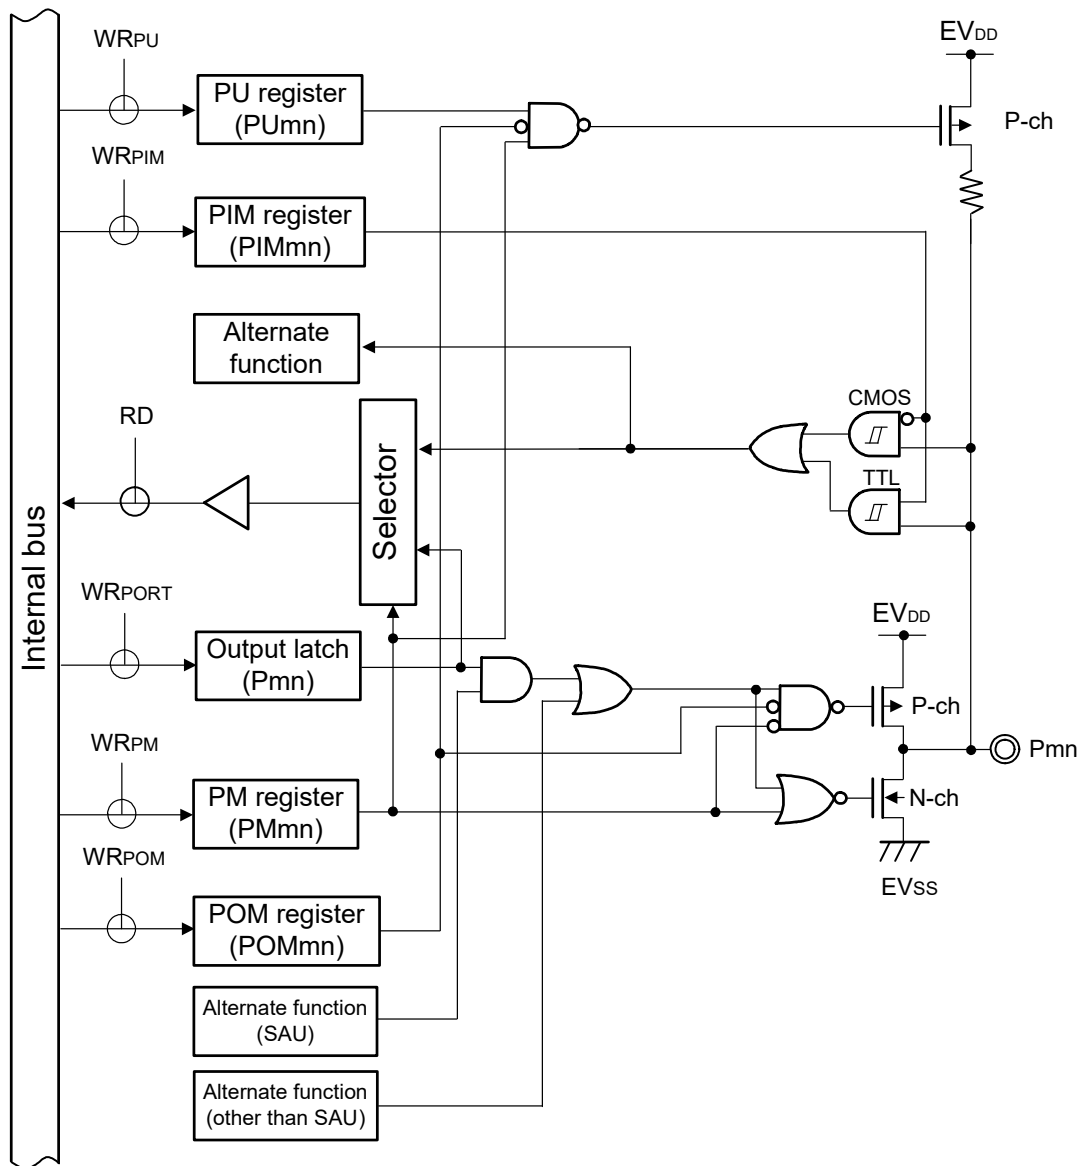 WRPU
EVDD
PU register
(PUmn)
P-ch
WRPIM
PIM register
(PIMmn)
Alternate
function
CMOS
RD
TTL
Selector
Internal bus
WRPORT
EVDD
Output latch
(Pmn)
P-ch
Pmn
WRPM
PM register
(PMmn)
N-ch
WRPOM
EVSS
POM register
(POMmn)
Alternate function
(SAU)
Alternate function
(other than SAU)